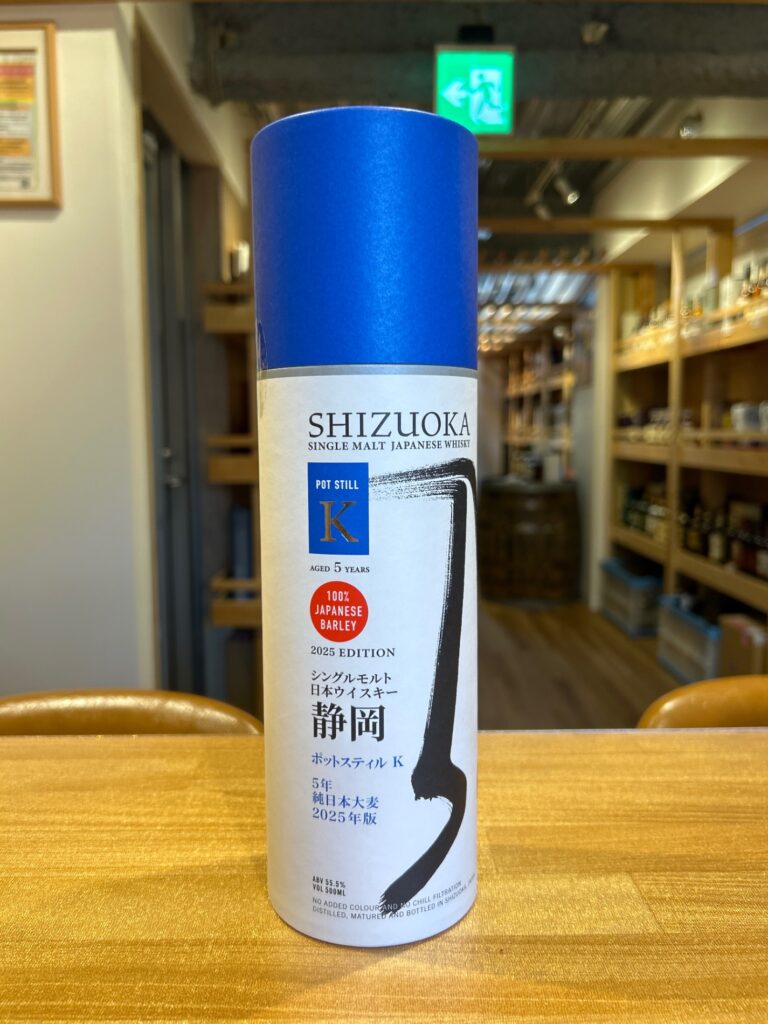 SHIZUOKA
SINGLE MALT JAPANESE WHISKY
POT STILL
K
AGED 5 YEARS
100%
JAPANESE
BARLEY
2025 EDITION
シングルモルト
日本ウイスキー
静岡
ポットスティル K
5年
純日本大麦
2025年版
ABV 55.5%
VOL 500ML
NO ADDED COLOUR AND NO CHILL FILTRATION
DISTILLED, MATURED AND BOTTLED IN SHIZUOKA,